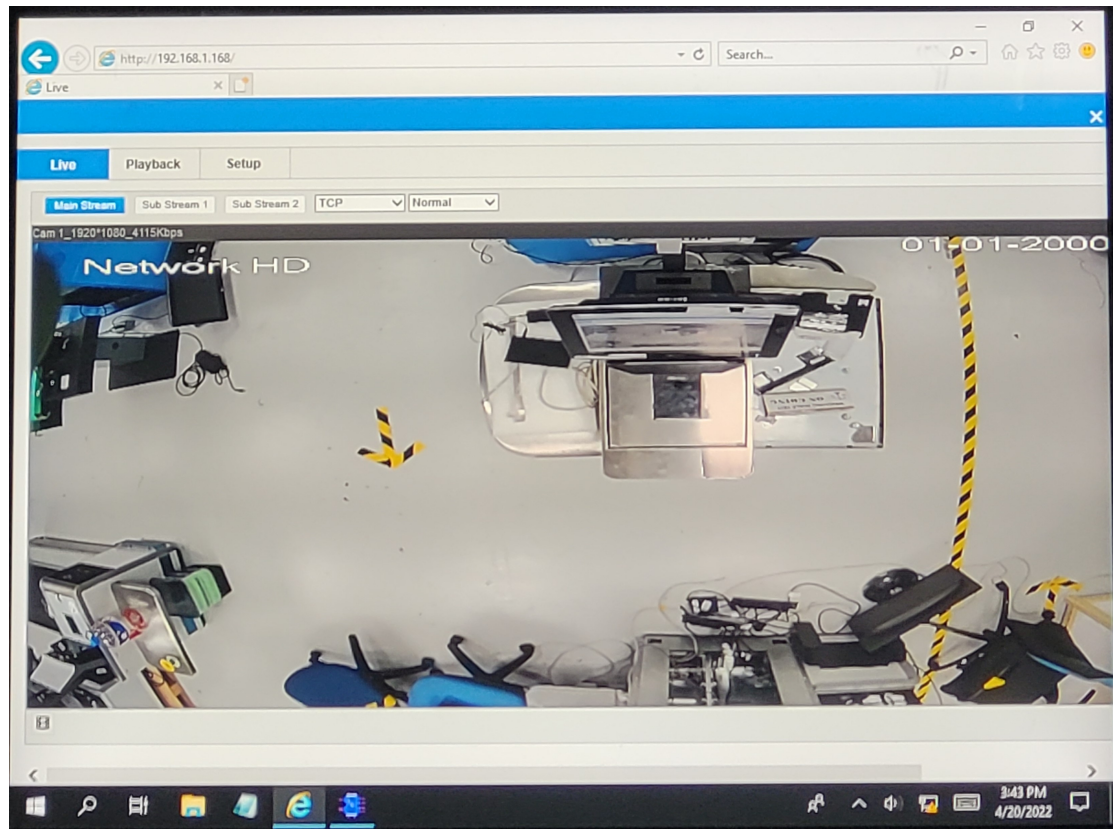 http://192.168.1.168/
Search...
Live
Live
Playback
Setup
Main Stream
Sub Stream 1
Sub Stream 2
TCP
Normal
Cam 1_1920*1080_4115Kbps
01-01-2000
Network HD
3:43 PM
4/20/2022